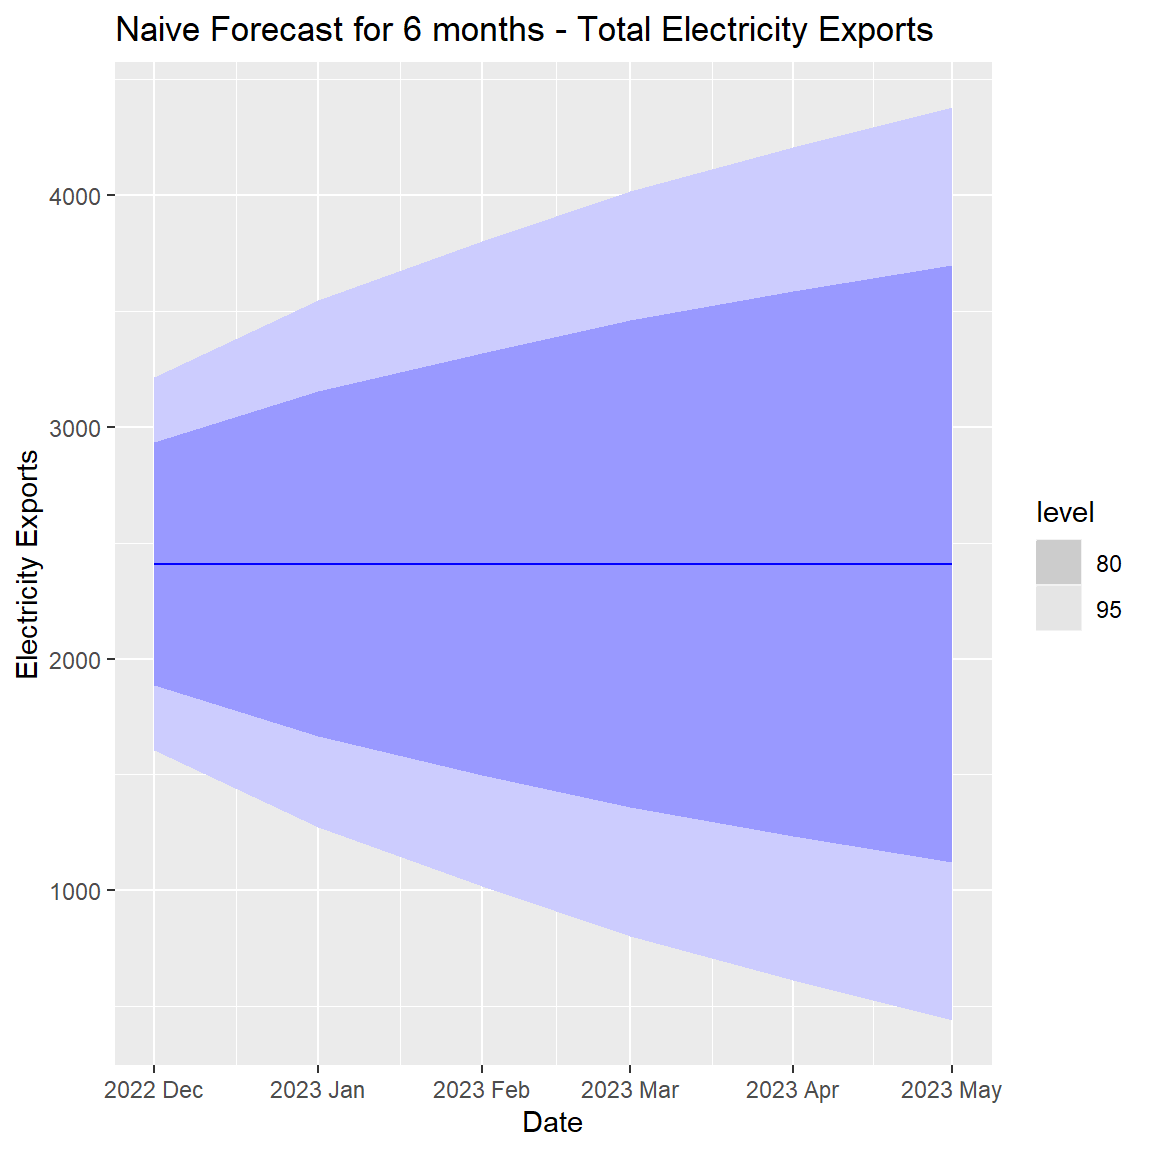 Naive Forecast for 6 months - Total Electricity Exports
Electricity Exports
4000
3000
2000
1000
2022 Dec
2023 Jan
2023 Feb
2023 Mar
2023 Apr
2023 May
Date
level
80
95